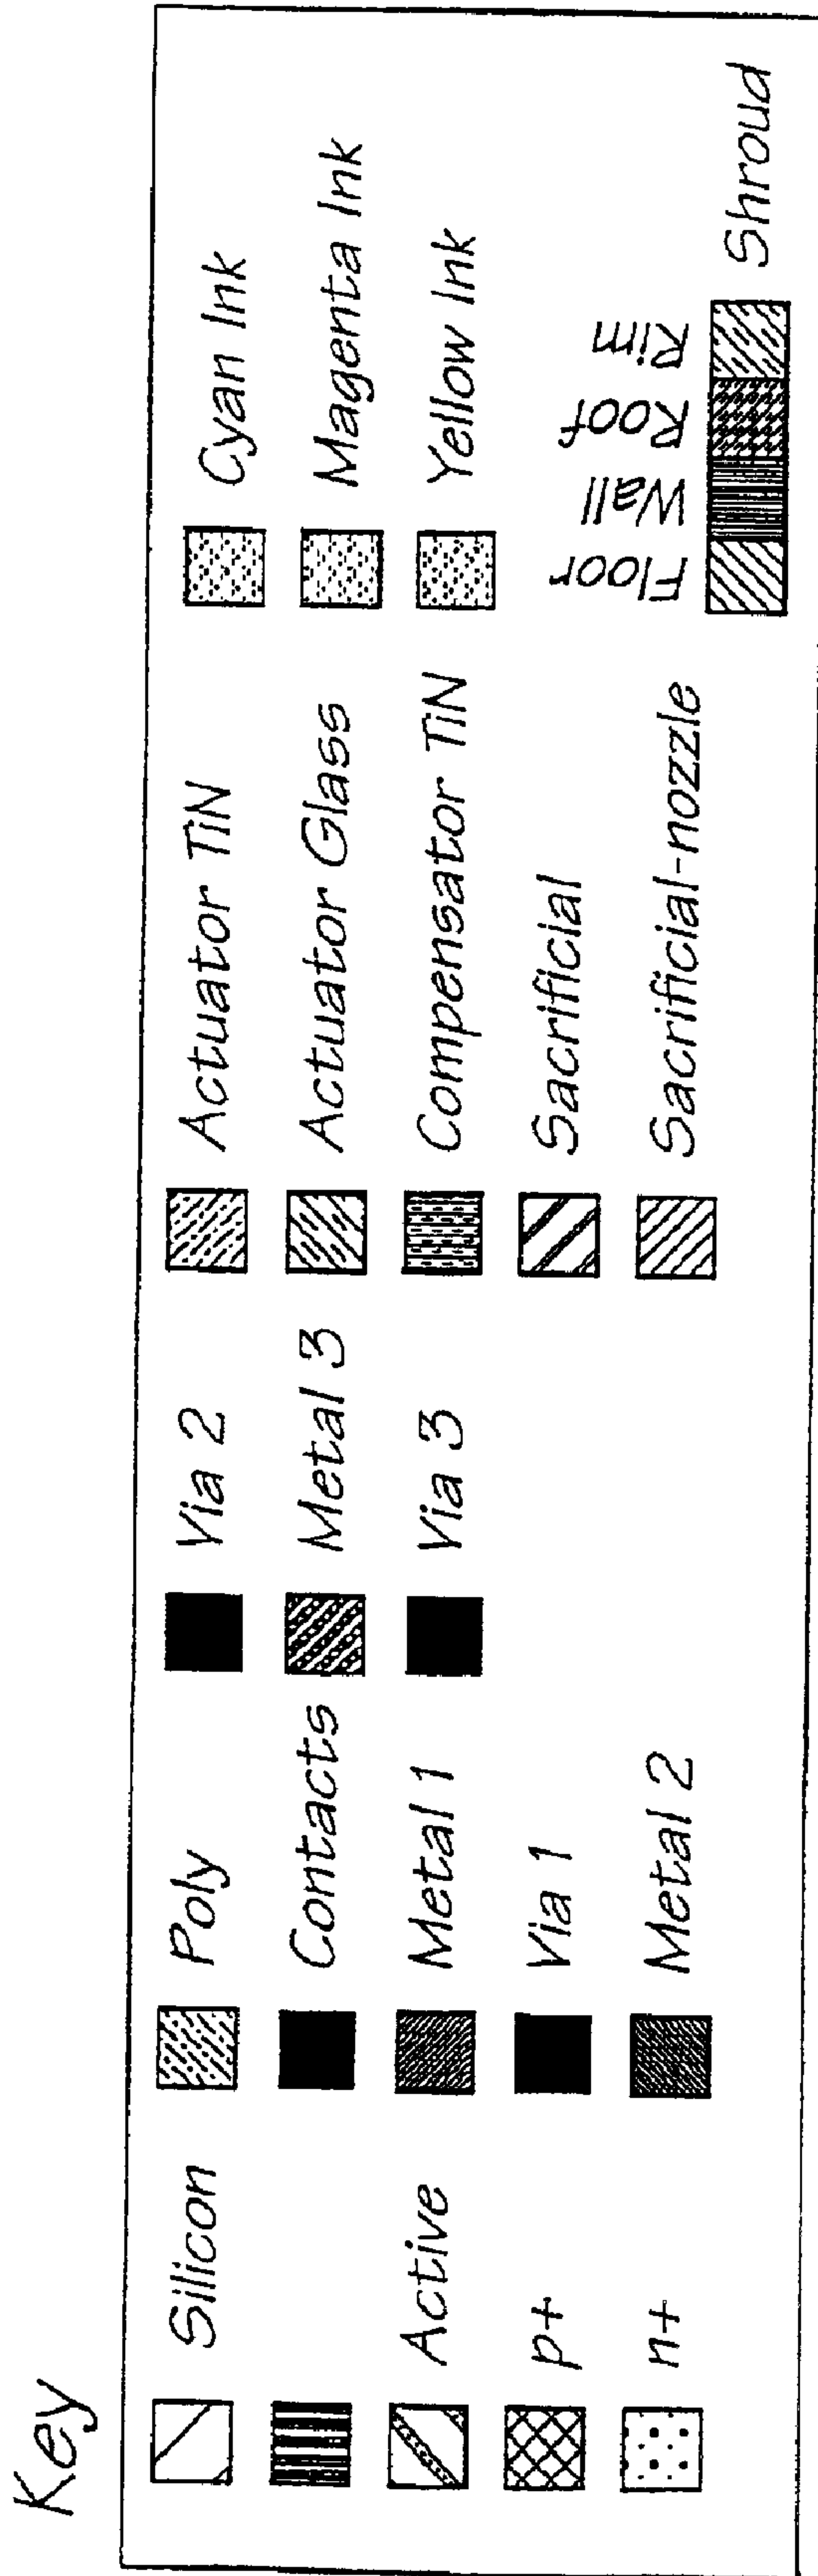 Key
Silicon
Active
p+
n+
Poly
Contacts
Metal 1
Via 1
Metal 2
Via 2
Metal 3
Via 3
Actuator TiN
Actuator Glass
Compensator TiN
Sacrificial
Sacrificial-nozzle
Cyan Ink
Magenta Ink
Yellow Ink
Floor
Wall
Roof
Rim
Shroud